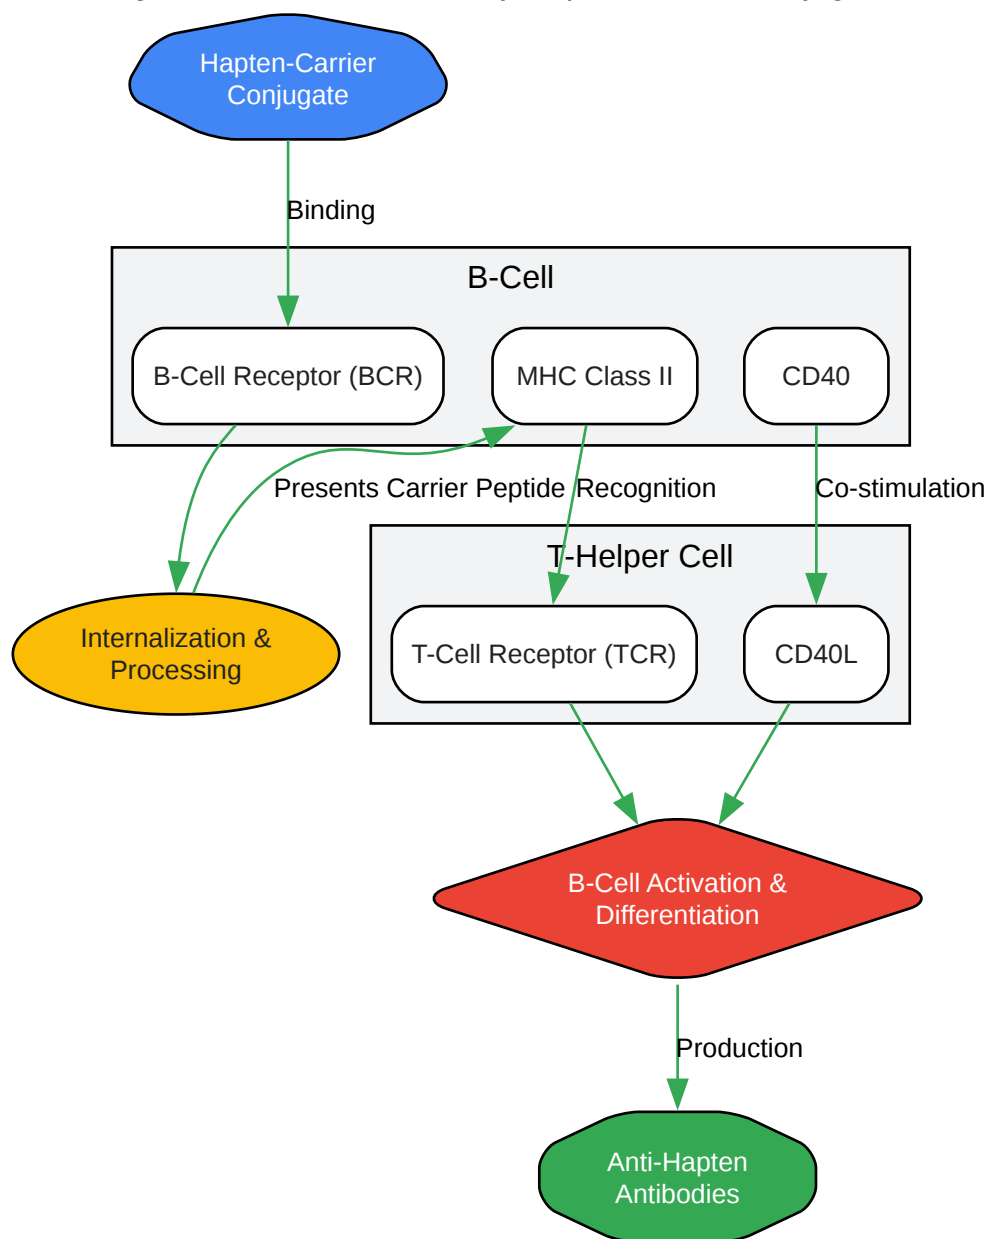 Hapten-Carrier
Conjugate
Binding
B-Cell
B-Cell Receptor (BCR)
MHC Class II
CD40
Presents Carrier Peptide
Recognition
Co-stimulation
T-Helper Cell
Internalization &
Processing
T-Cell Receptor (TCR)
CD40L
B-Cell Activation &
Differentiation
Production
Anti-Hapten
Antibodies